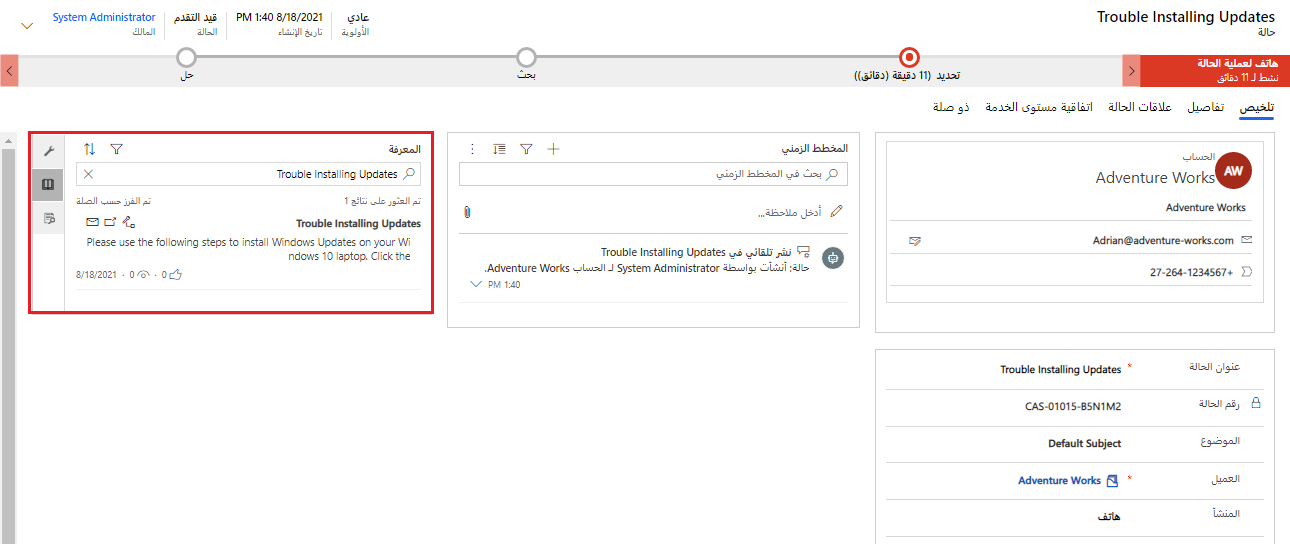 Trouble Installing Updates
حالة
عادي
الأولوية
8/18/2021 1:40 PM
تاريخ الإنشاء
قيد التقدم
الحالة
System Administrator
المالك
هاتف لعملية الحالة
نشط لـ 11 دقائق
تحديد (11 دقيقة (دقائق))
بحث
حل
تلخيص
تفاصيل
علاقات الحالة
اتفاقية مستوى الخدمة
ذو صلة
الحساب
AW
Adventure Works
Adventure Works
Adrian@adventure-works.com
27-264-1234567+
عنوان الحالة
* Trouble Installing Updates
رقم الحالة
CAS-01015-B5N1M2
الموضوع
Default Subject
العميل
* Adventure Works
المنشأ
هاتف
المخطط الزمني
بحث في المخطط الزمني
أدخل ملاحظة...
نشر تلقائي في Trouble Installing Updates
حالة: أنشأت بواسطة System Administrator لـ الحساب Adventure Works.
1:40 PM
المعرفة
Trouble Installing Updates
تم العثور على نتائج 1
تم الفرز حسب الصلة
Trouble Installing Updates
Please use the following steps to install Windows Updates on your Wi
ndows 10 laptop. Click the
0 · 0 · 8/18/2021